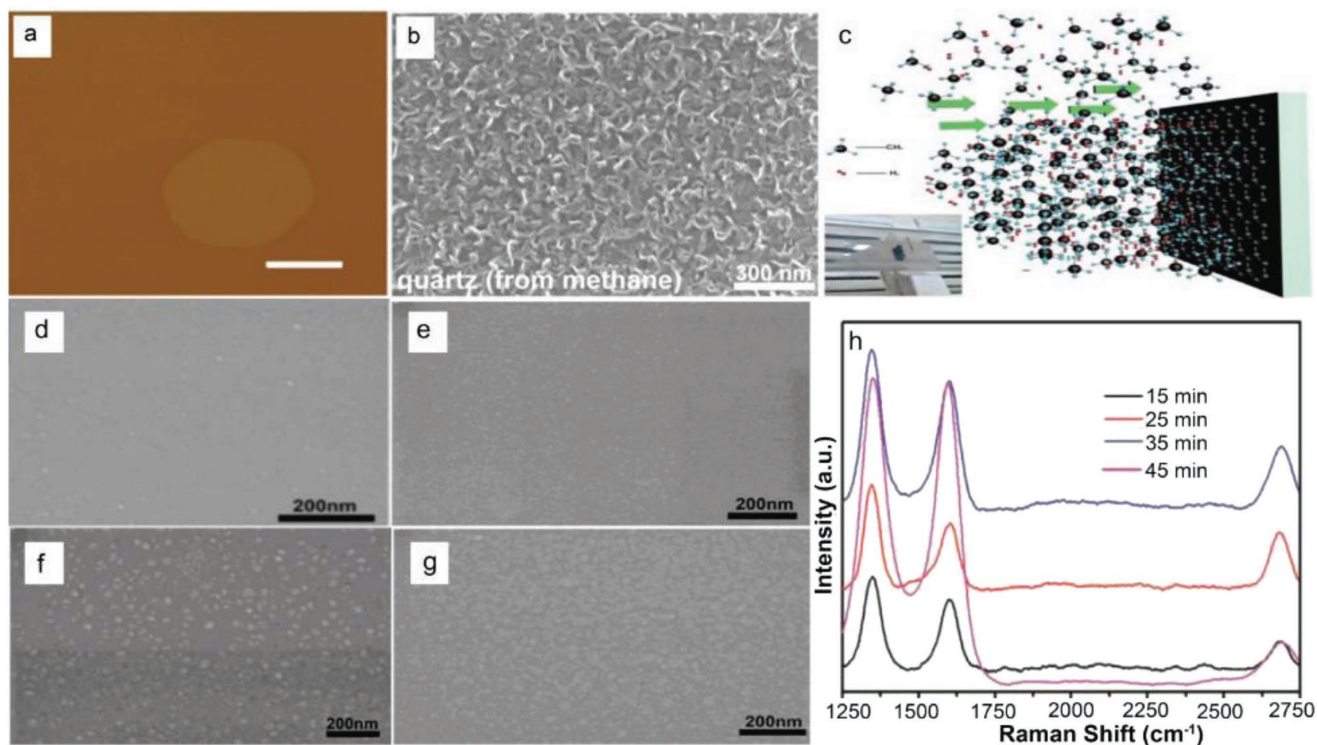 a
b
quartz (from methane)
300 nm
c
CH₄
H₂
d
200nm
e
200nm
f
200nm
g
200nm
h
15 min
25 min
35 min
45 min
Intensity (a.u.)
1250 1500 1750 2000 2250 2500 2750
Raman Shift (cm⁻¹)